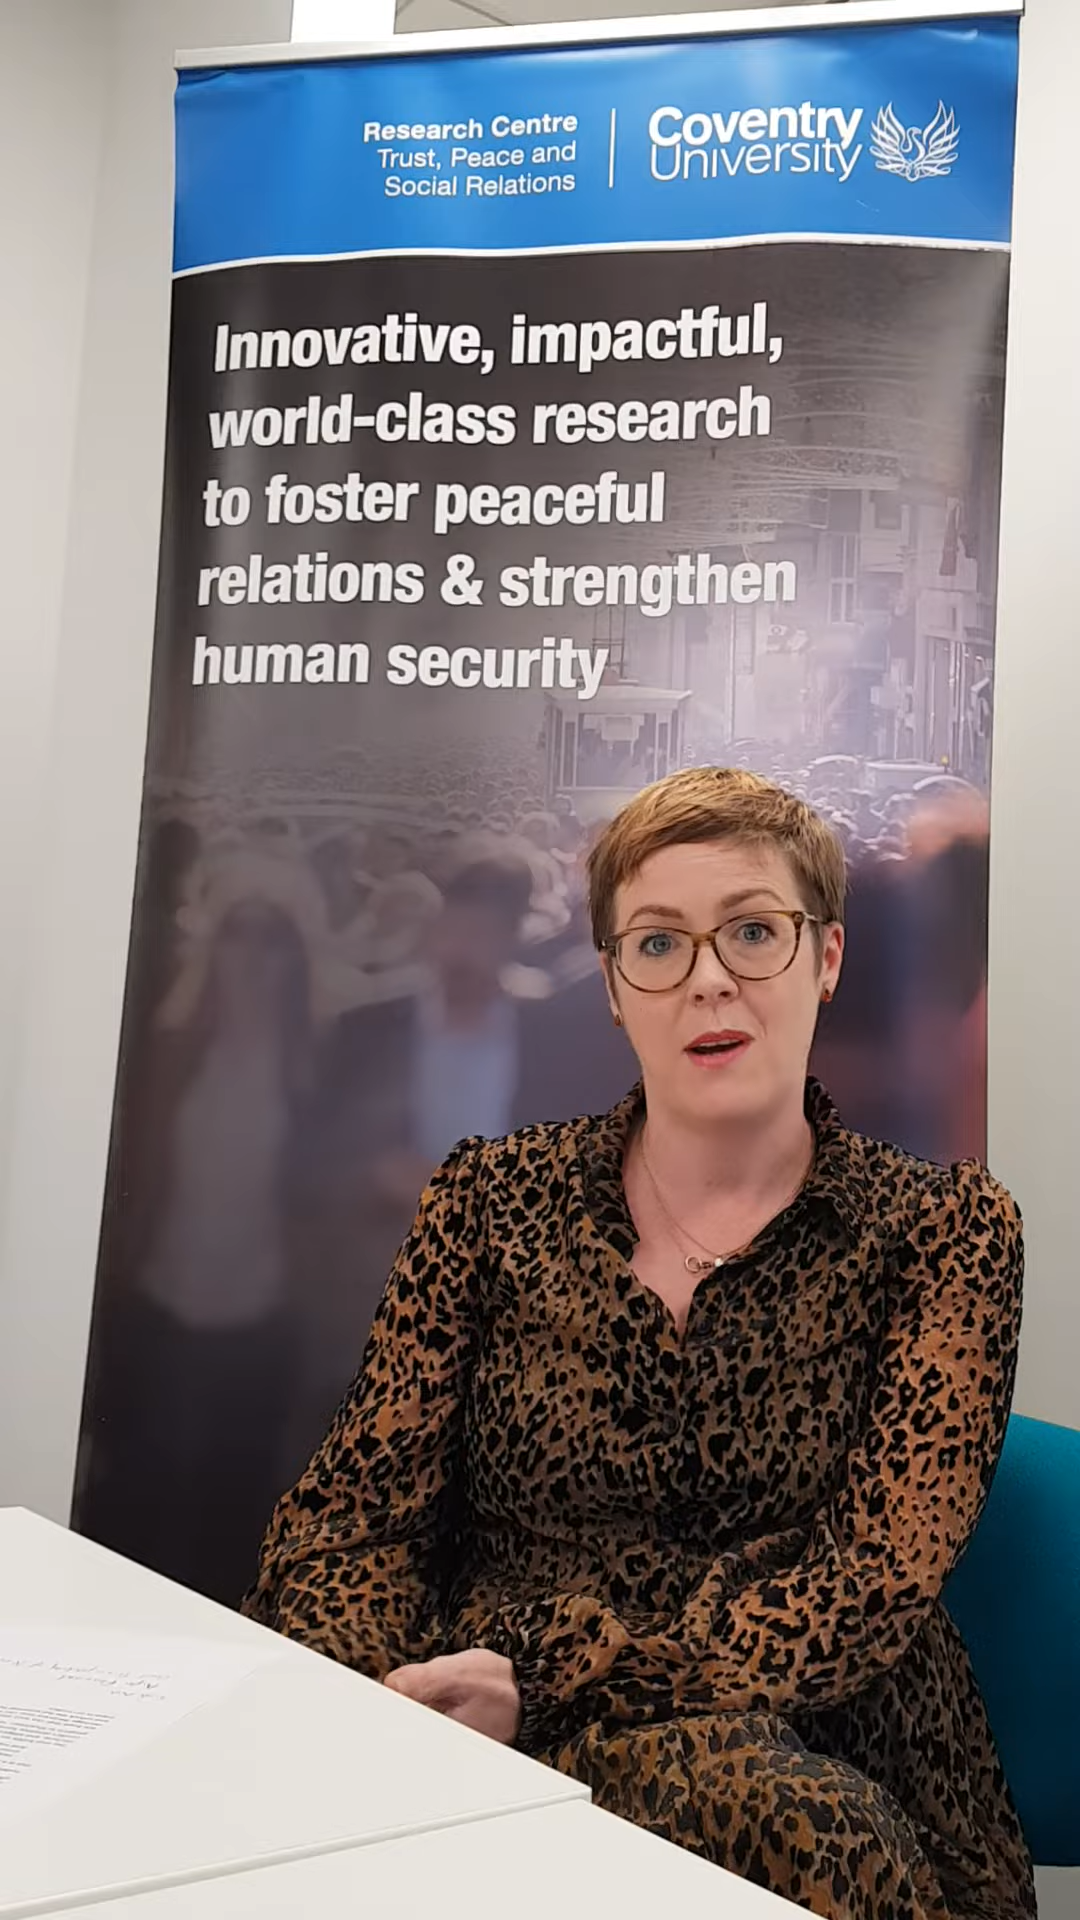 Research Centre
Trust, Peace and
Social Relations
Coventry
University
Innovative, impactful,
world-class research
to foster peaceful
relations & strengthen
human security